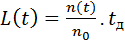 L(t) = n(t)/n₀ . tд